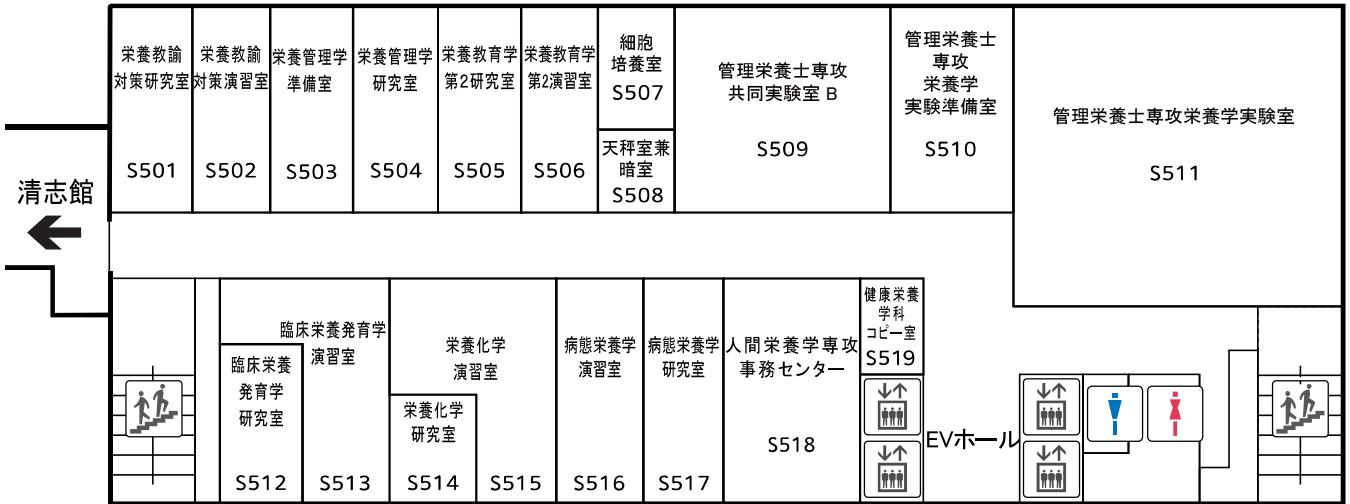 栄養教諭
対策研究室
S501
栄養教諭
対策演習室
S502
栄養管理学
準備室
S503
栄養管理学
研究室
S504
栄養教育学
第2研究室
S505
栄養教育学
第2演習室
S506
細胞
培養室
S507
天秤室兼
暗室
S508
管理栄養士専攻
共同実験室 B
S509
管理栄養士
専攻
栄養学
実験準備室
S510
管理栄養士専攻栄養学実験室
S511
清志館
臨床栄養
発育学
研究室
S512
臨床栄養発育学
演習室
S513
栄養化学
研究室
S514
栄養化学
演習室
S515
病態栄養学
演習室
S516
病態栄養学
研究室
S517
人間栄養学専攻
事務センター
S518
健康栄養
学科
コピー室
S519
EVホール